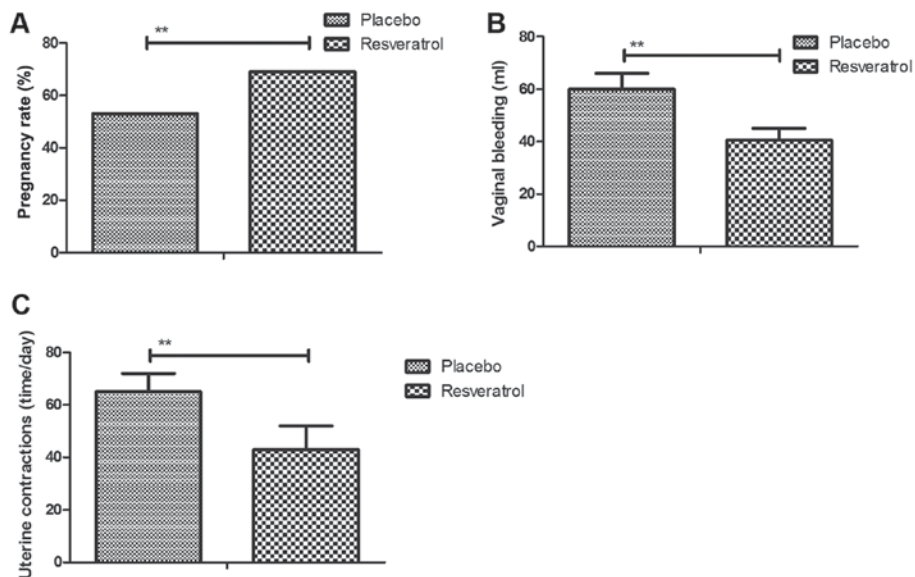 A
**
Placebo
Resveratrol
Pregnancy rate (%)
80
60
40
20
0
B
**
Placebo
Resveratrol
Vaginal bleeding (ml)
80
60
40
20
0
C
**
Placebo
Resveratrol
Uterine contractions (time/day)
80
60
40
20
0